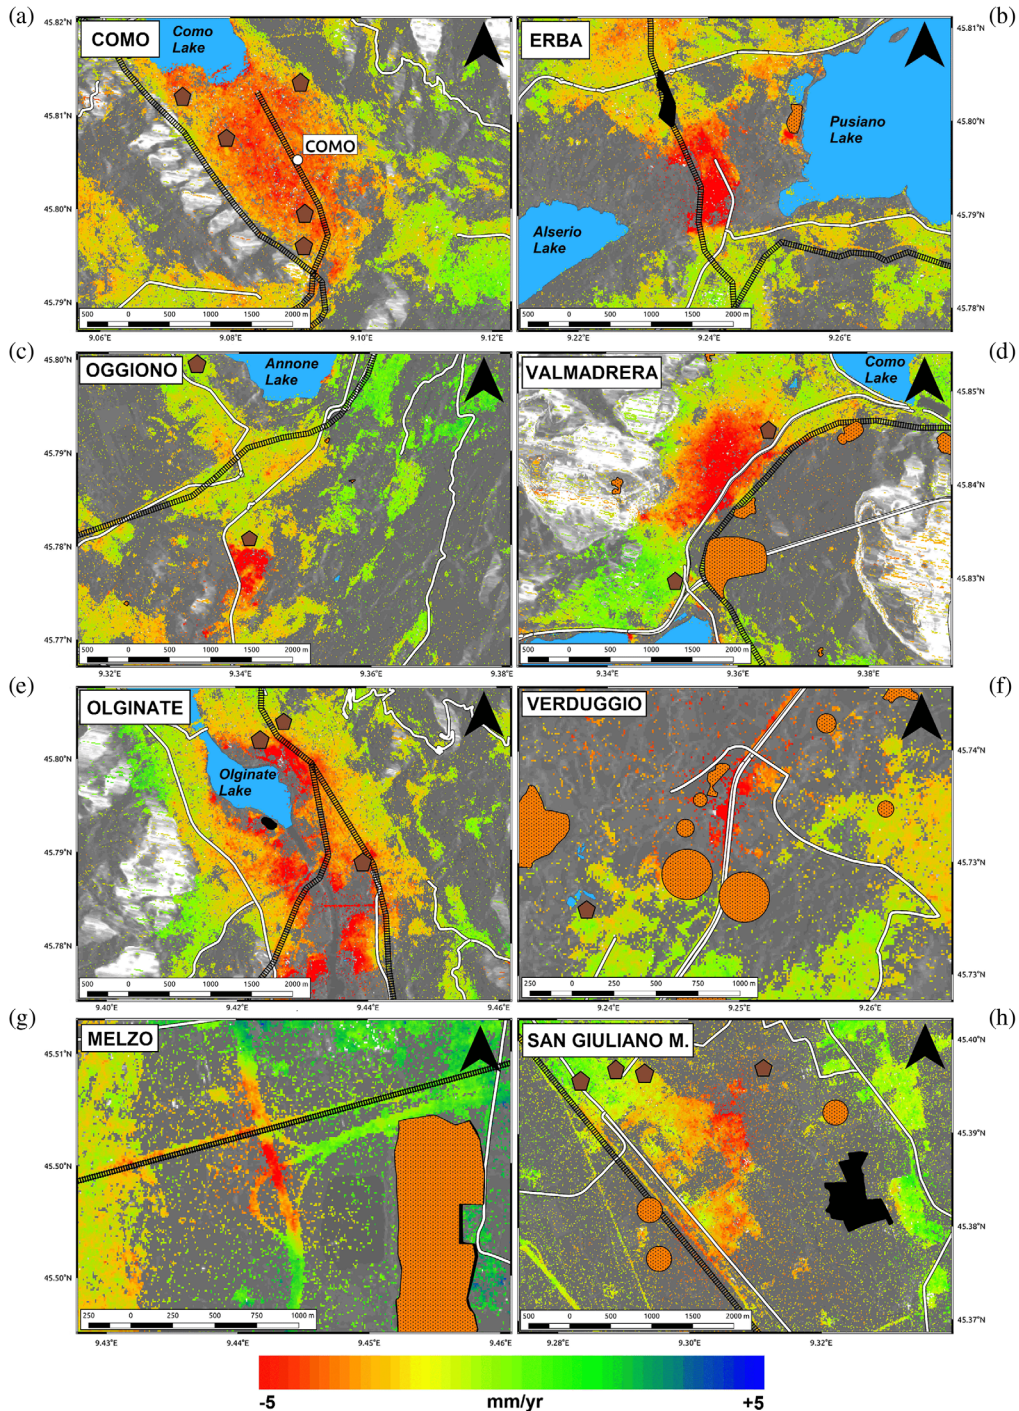 (a)
COMO
Como
Lake
COMO
45.82°N
45.81°N
45.80°N
45.79°N
500 0 500 1000 1500 2000 m
9.06°E 9.08°E 9.10°E 9.12°E
(b)
ERBA
Pusiano
Lake
Alserio
Lake
45.81°N
45.80°N
45.79°N
45.78°N
500 0 500 1000 1500 2000 m
9.22°E 9.24°E 9.26°E
(c)
OGGIONO
Annone
Lake
45.80°N
45.79°N
45.78°N
45.77°N
500 0 500 1000 1500 2000 m
9.32°E 9.34°E 9.36°E 9.38°E
(d)
VALMADRERA
Como
Lake
45.85°N
45.84°N
45.83°N
500 0 500 1000 1500 2000 m
9.34°E 9.36°E 9.38°E
(e)
OLGINATE
Olginate
Lake
45.80°N
45.79°N
45.78°N
500 0 500 1000 1500 2000 m
9.40°E 9.42°E 9.44°E 9.46°E
(f)
VERDUGGIO
45.74°N
45.73°N
45.73°N
250 0 250 500 750 1000 m
9.24°E 9.25°E 9.26°E
(g)
MELZO
45.51°N
45.50°N
45.50°N
250 0 250 500 750 1000 m
9.43°E 9.44°E 9.45°E 9.46°E
(h)
SAN GIULIANO M.
45.40°N
45.39°N
45.38°N
45.37°N
500 0 500 1000 1500 2000 m
9.28°E 9.30°E 9.32°E
-5 mm/yr +5